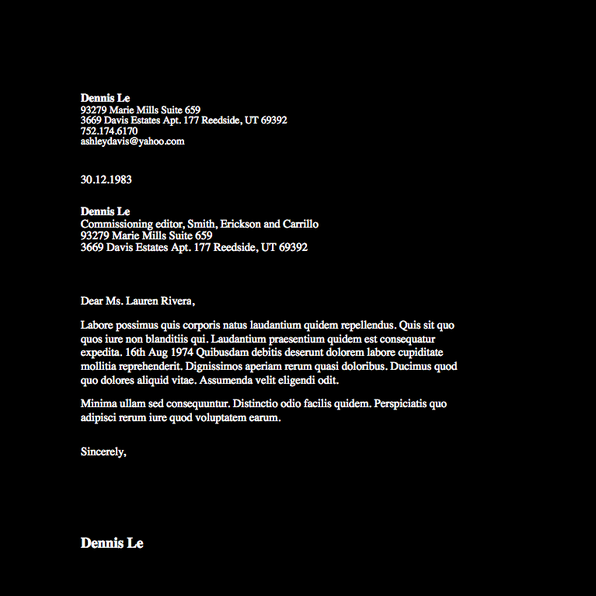 Dennis Le
93279 Marie Mills Suite 659
3669 Davis Estates Apt. 177 Reedside, UT 69392
752.174.6170
ashleydavis@yahoo.com
30.12.1983
Dennis Le
Commissioning editor, Smith, Erickson and Carrillo
93279 Marie Mills Suite 659
3669 Davis Estates Apt. 177 Reedside, UT 69392
Dear Ms. Lauren Rivera,
Labore possimus quis corporis natus laudantium quidem repellendus. Quis sit quo
quos iure non blanditiis qui. Laudantium praesentium quidem est consequatur
expedita. 16th Aug 1974 Quibusdam debitis deserunt dolorem labore cupiditate
mollitia reprehenderit. Dignissimos aperiam rerum quasi doloribus. Ducimus quod
quo dolores aliquid vitae. Assumenda velit eligendi odit.
Minima ullam sed consequuntur. Distinctio odio facilis quidem. Perspiciatis quo
adipisci rerum iure quod voluptatem earum.
Sincerely,
Dennis Le